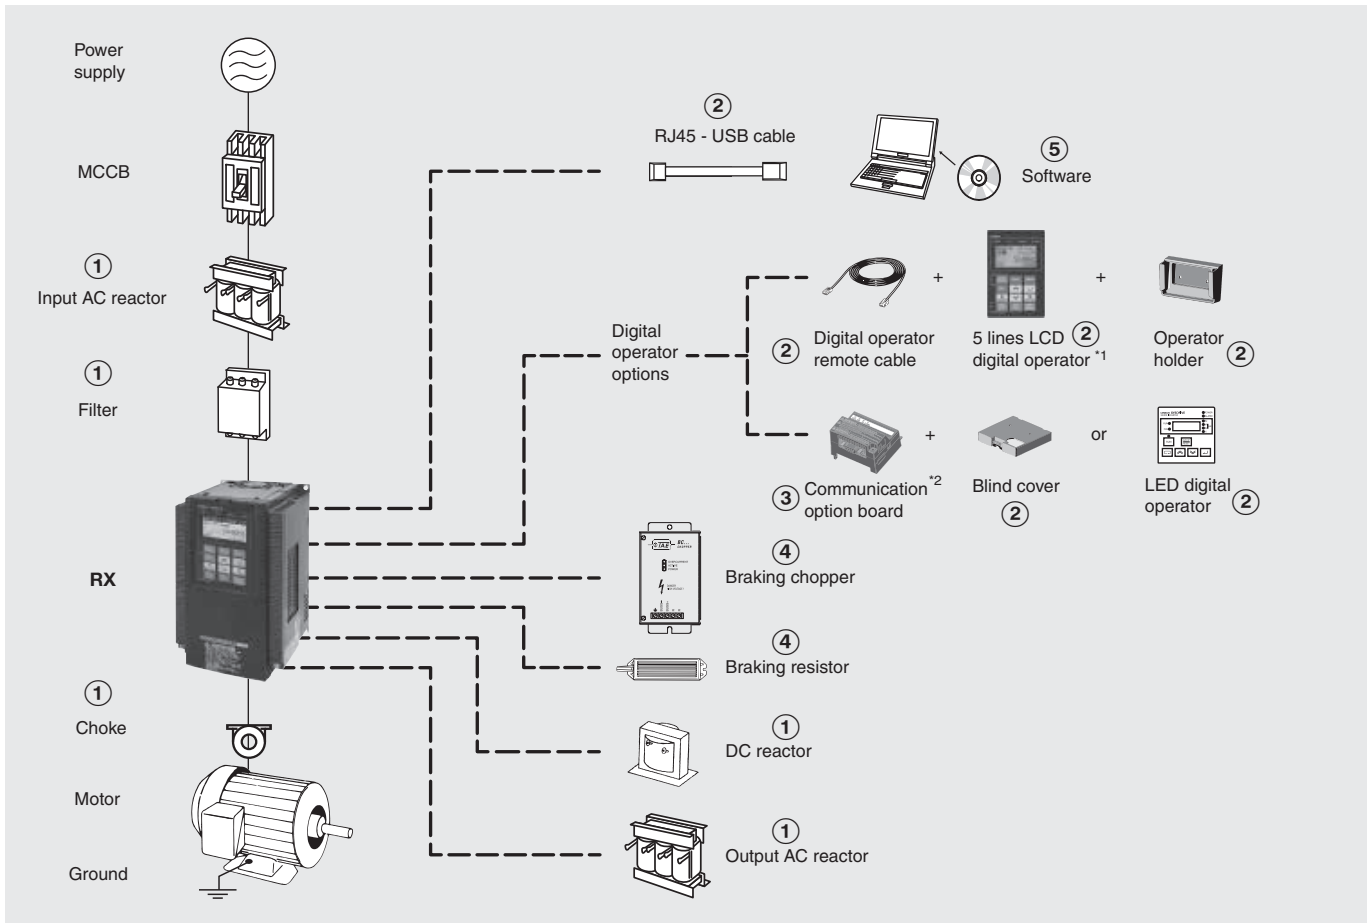 Power
supply
MCCB
1
Input AC reactor
1
Filter
RX
1
Choke
Motor
Ground
2
RJ45 - USB cable
5
Software
Digital
operator
options
2
Digital operator
remote cable
+
5 lines LCD 2
digital operator *1
+
Operator
holder 2
3
Communication*2
option board
+
Blind cover
2
or
LED digital
operator 2
4
Braking chopper
4
Braking resistor
1
DC reactor
1
Output AC reactor